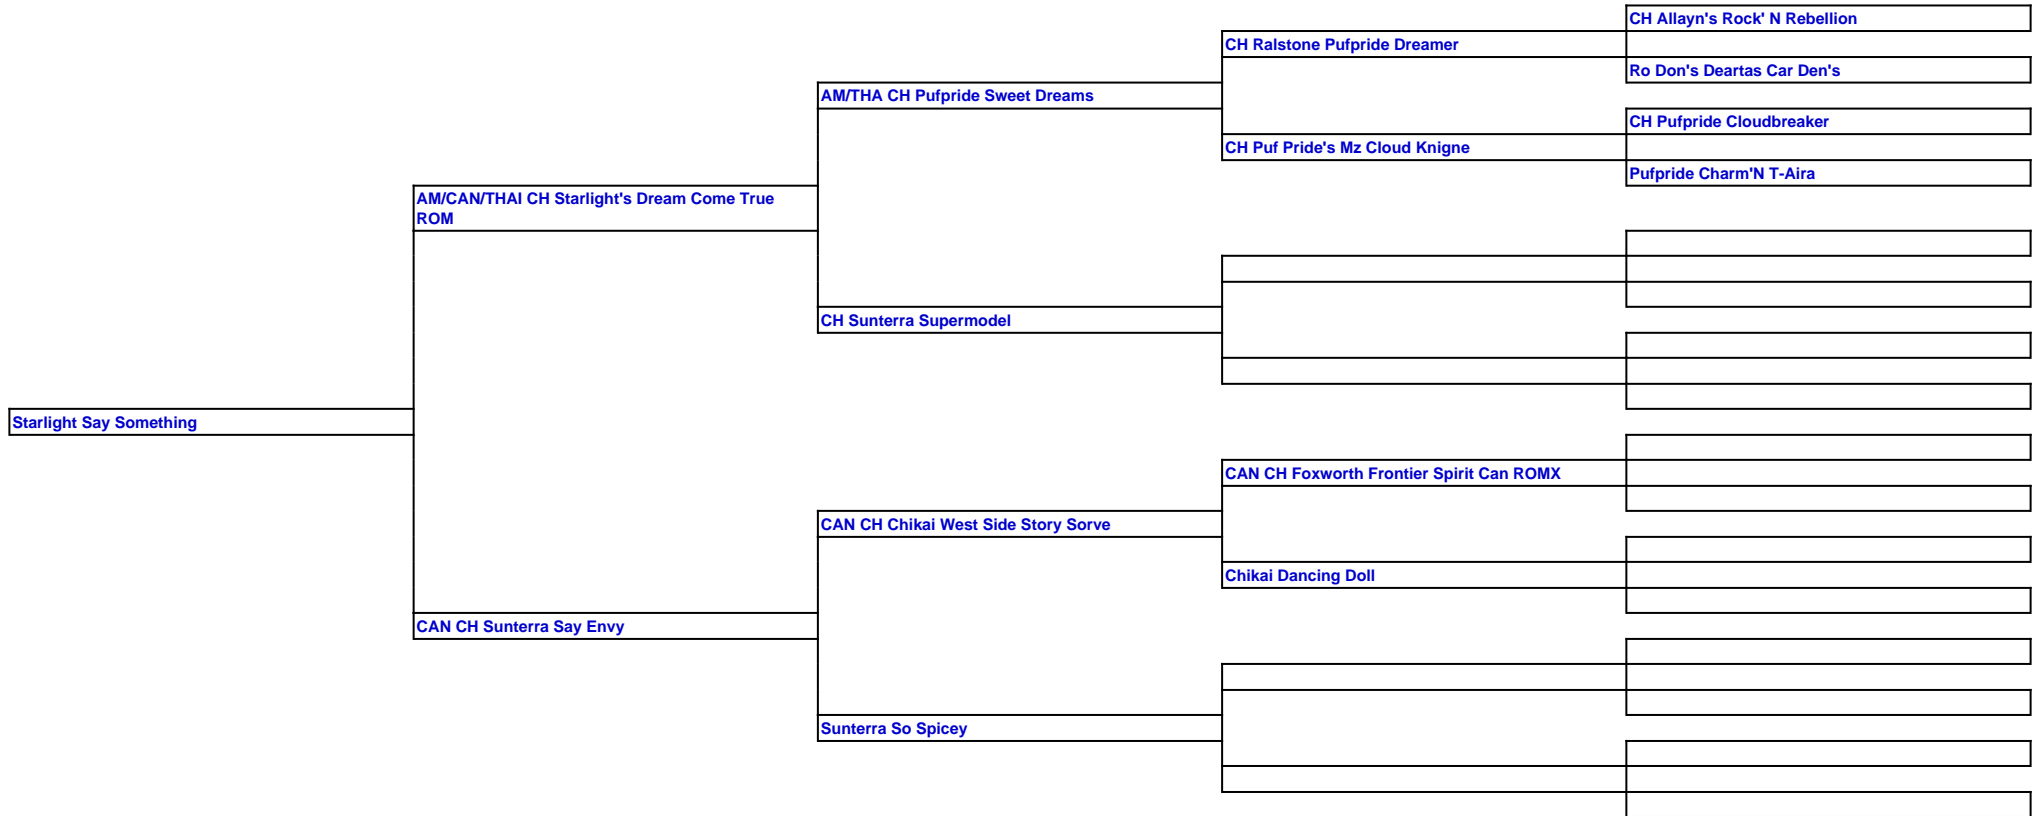 CH Allayn's Rock' N Rebellion
CH Ralstone Pufpride Dreamer
Ro Don's Deartas Car Den's
AM/THA CH Pufpride Sweet Dreams
CH Pufpride Cloudbreaker
CH Puf Pride's Mz Cloud Knigne
Pufpride Charm'N T-Aira
AM/CAN/THAI CH Starlight's Dream Come True
ROM
CH Sunterra Supermodel
Starlight Say Something
CAN CH Foxworth Frontier Spirit Can ROMX
CAN CH Chikai West Side Story Sorve
Chikai Dancing Doll
CAN CH Sunterra Say Envy
Sunterra So Spicey